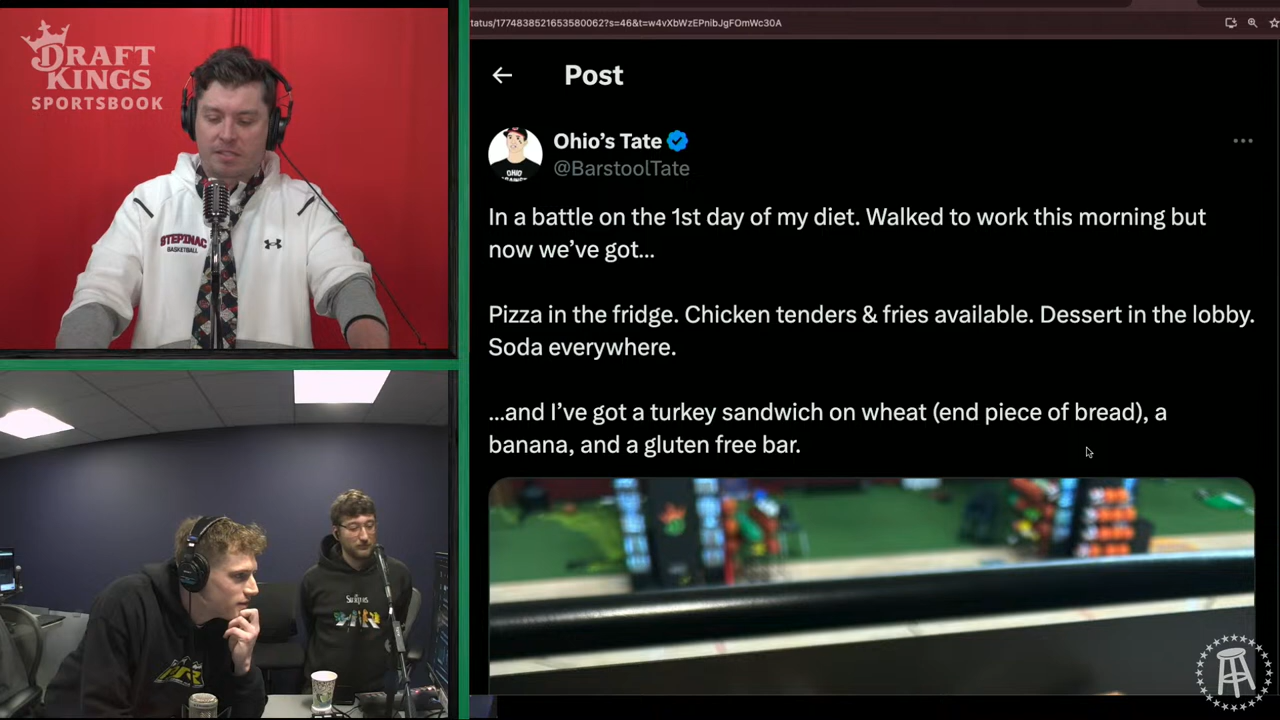 DRAFT
KINGS
SPORTSBOOK
STEPINAC
BASKETBALL
tatus/1774838521653580062?s=46&t=w4vXbWzEPnibJgFOmWc30A
Post
Ohio's Tate
@BarstoolTate
In a battle on the 1st day of my diet. Walked to work this morning but
now we've got...
Pizza in the fridge. Chicken tenders & fries available. Dessert in the lobby.
Soda everywhere.
...and I've got a turkey sandwich on wheat (end piece of bread), a
banana, and a gluten free bar.
OHIO